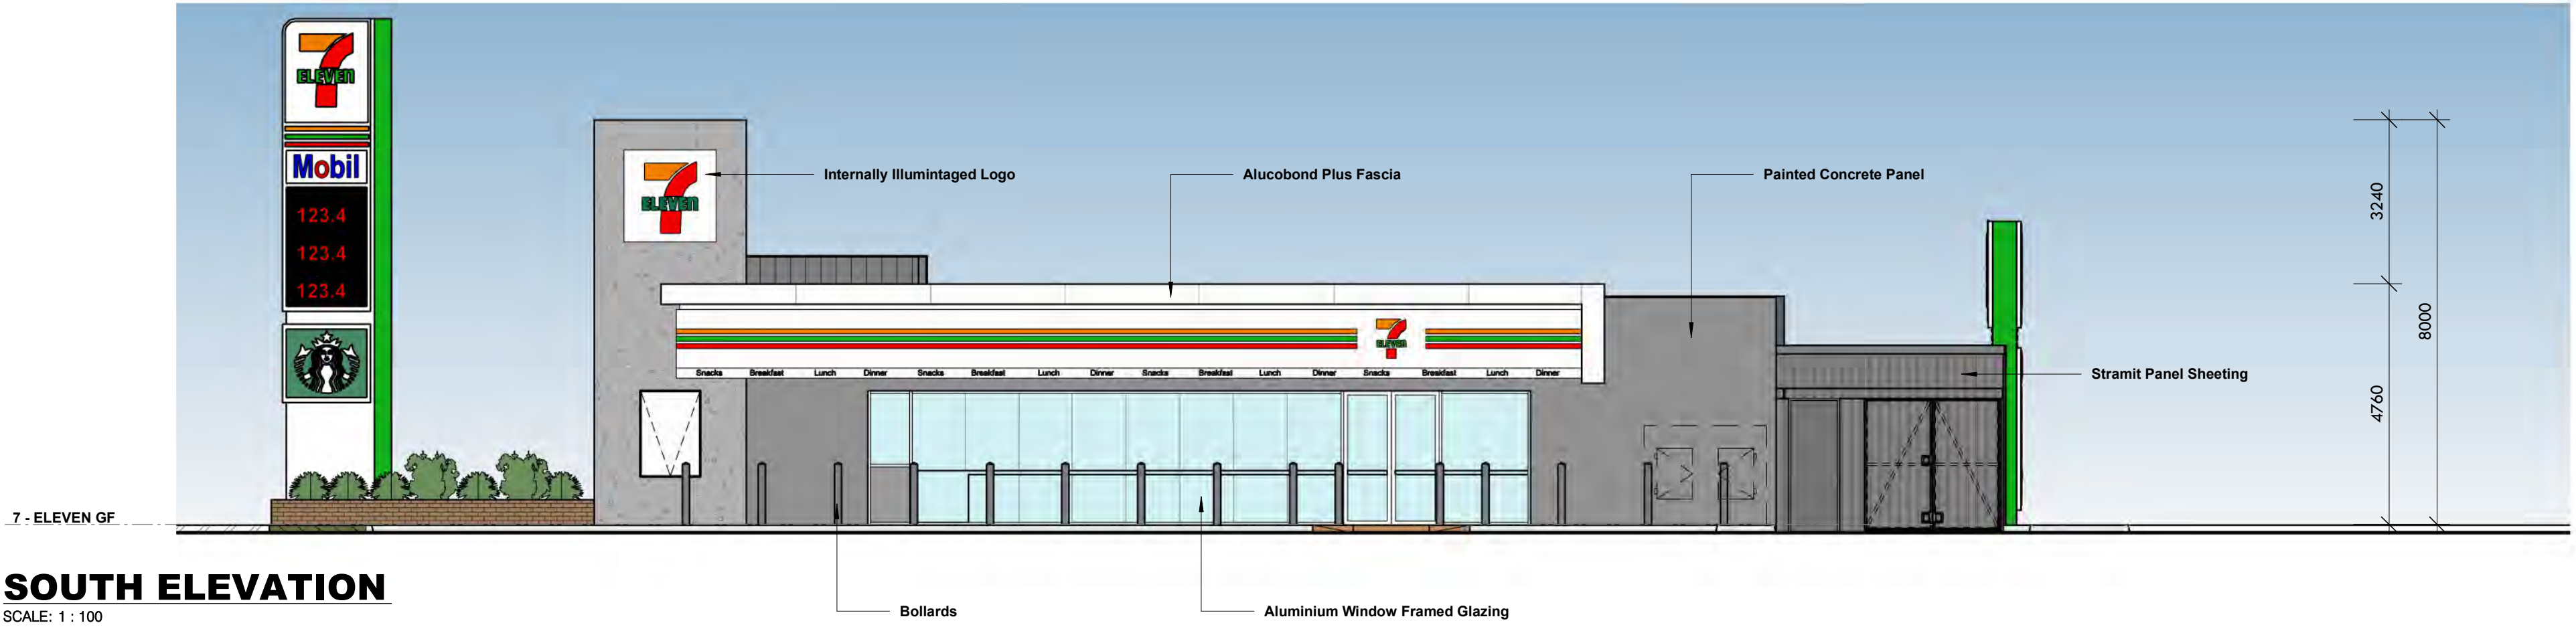 7
ELEVEN
Mobil
123.4
123.4
123.4
7
ELEVEN
Internally Illumintaged Logo
Alucobond Plus Fascia
Painted Concrete Panel
3240
8000
4760
7
ELEVEN
Snacks Breakfast Lunch Dinner Snacks Breakfast Lunch Dinner Snacks Breakfast Lunch Dinner Snacks Breakfast Lunch Dinner
Stramit Panel Sheeting
7 - ELEVEN GF
SOUTH ELEVATION
SCALE: 1 : 100
Bollards
Aluminium Window Framed Glazing